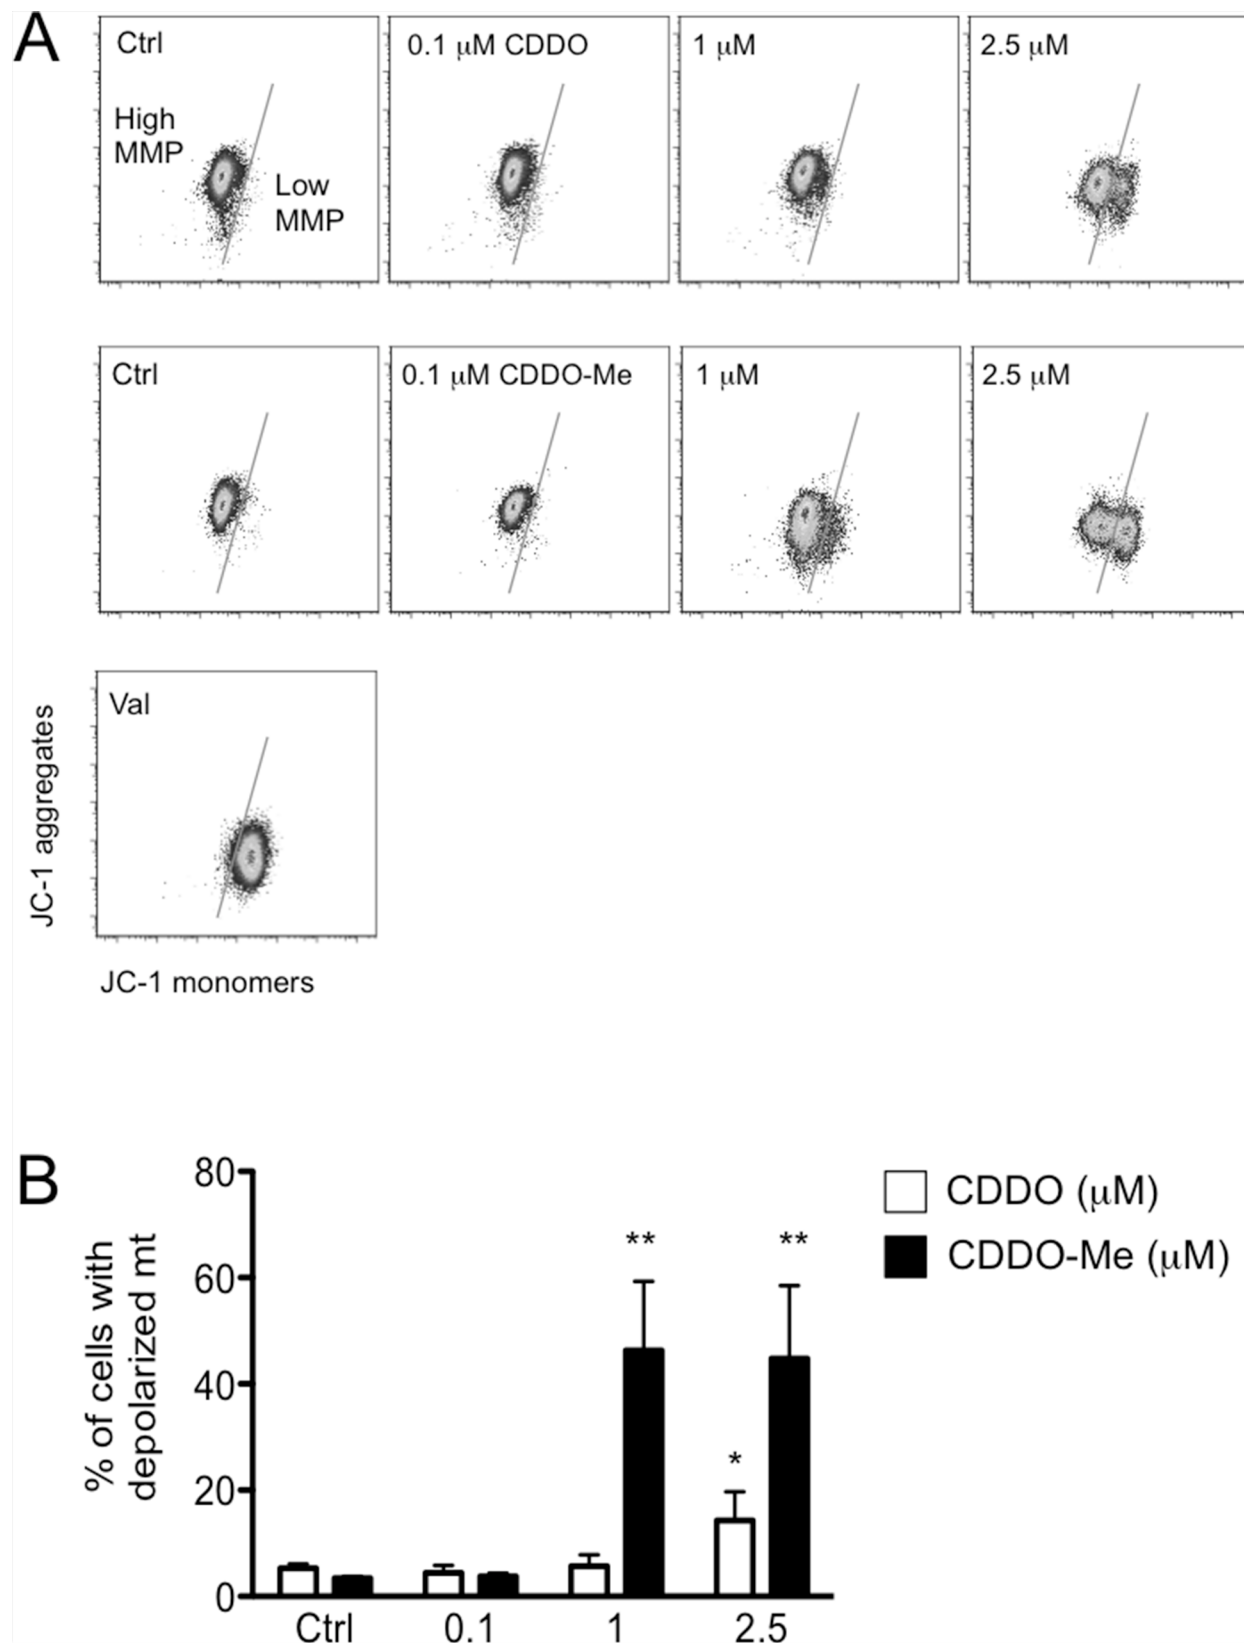 A
Ctrl
0.1 μM CDDO
1 μM
2.5 μM
High
MMP
Low
MMP
Ctrl
0.1 μM CDDO-Me
1 μM
2.5 μM
Val
JC-1 aggregates
JC-1 monomers
B
% of cells with
depolarized mt
80
60
40
20
0
**
**
*
Ctrl
0.1
1
2.5
CDDO (μM)
CDDO-Me (μM)